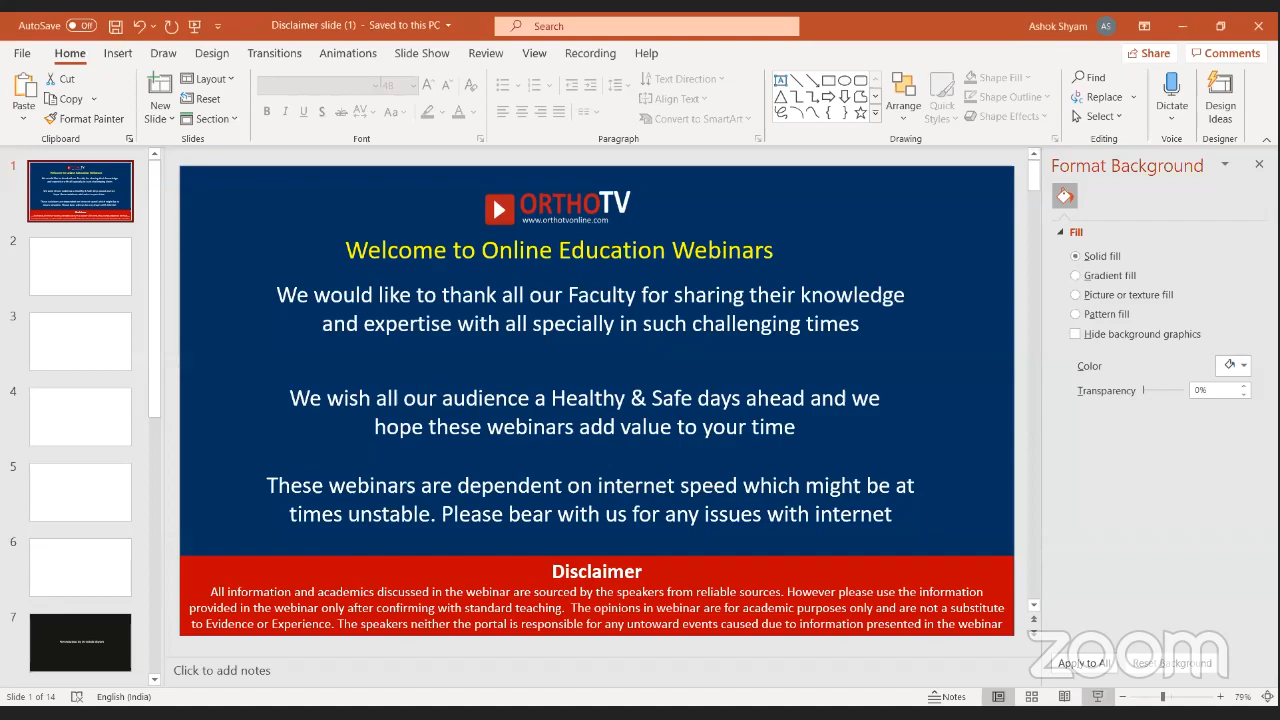 AutoSave Off
Disclaimer slide (1) - Saved to this PC
Search
Ashok Shyam AS
File Home Insert Draw Design Transitions Animations Slide Show Review View Recording Help
Share Comments
Paste
Cut
Copy
Format Painter
Clipboard
New Slide
Layout
Reset
Section
Slides
48
Font
Text Direction
Align Text
Convert to SmartArt
Paragraph
Arrange
Quick Styles
Shape Fill
Shape Outline
Shape Effects
Drawing
Find
Replace
Select
Editing
Dictate
Voice
Design Ideas
Designer
1
2
3
4
5
6
7
ORTHOTV
www.orthotvonline.com
Welcome to Online Education Webinars
We would like to thank all our Faculty for sharing their knowledge
and expertise with all specially in such challenging times
We wish all our audience a Healthy & Safe days ahead and we
hope these webinars add value to your time
These webinars are dependent on internet speed which might be at
times unstable. Please bear with us for any issues with internet
Disclaimer
All information and academics discussed in the webinar are sourced by the speakers from reliable sources. However please use the information
provided in the webinar only after confirming with standard teaching. The opinions in webinar are for academic purposes only and are not a substitute
to Evidence or Experience. The speakers neither the portal is responsible for any untoward events caused due to information presented in the webinar
Format Background
Fill
Solid fill
Gradient fill
Picture or texture fill
Pattern fill
Hide background graphics
Color
Transparency 0%
Apply to All Reset Background
zoom
Click to add notes
Slide 1 of 14 English (India)
Notes 79%